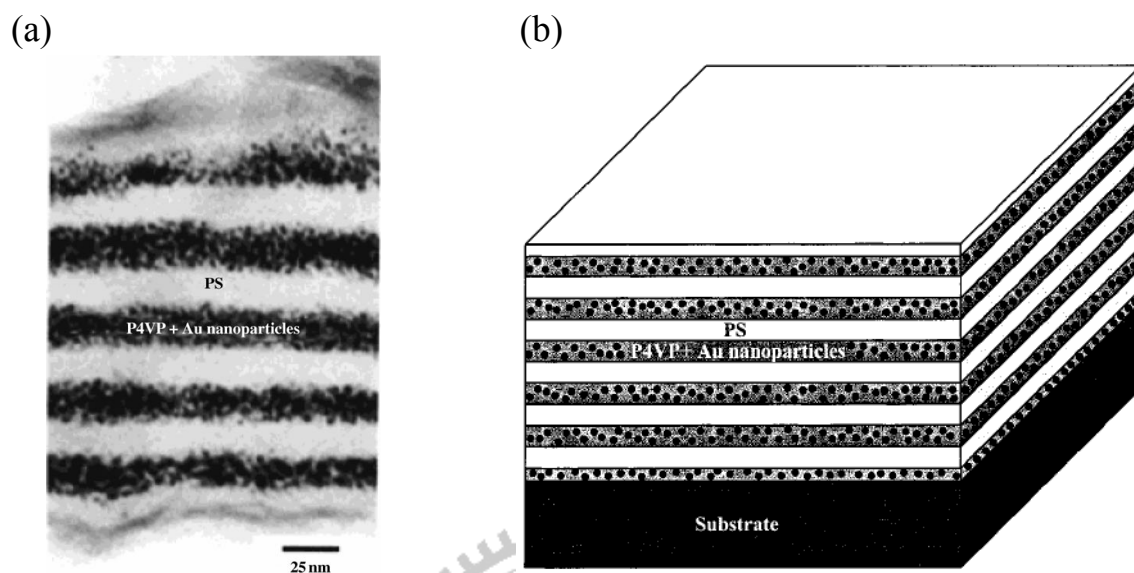 (a)
(b)
PS
P4VP + Au nanoparticles
25 nm
PS
P4VP+ Au nanoparticles
Substrate